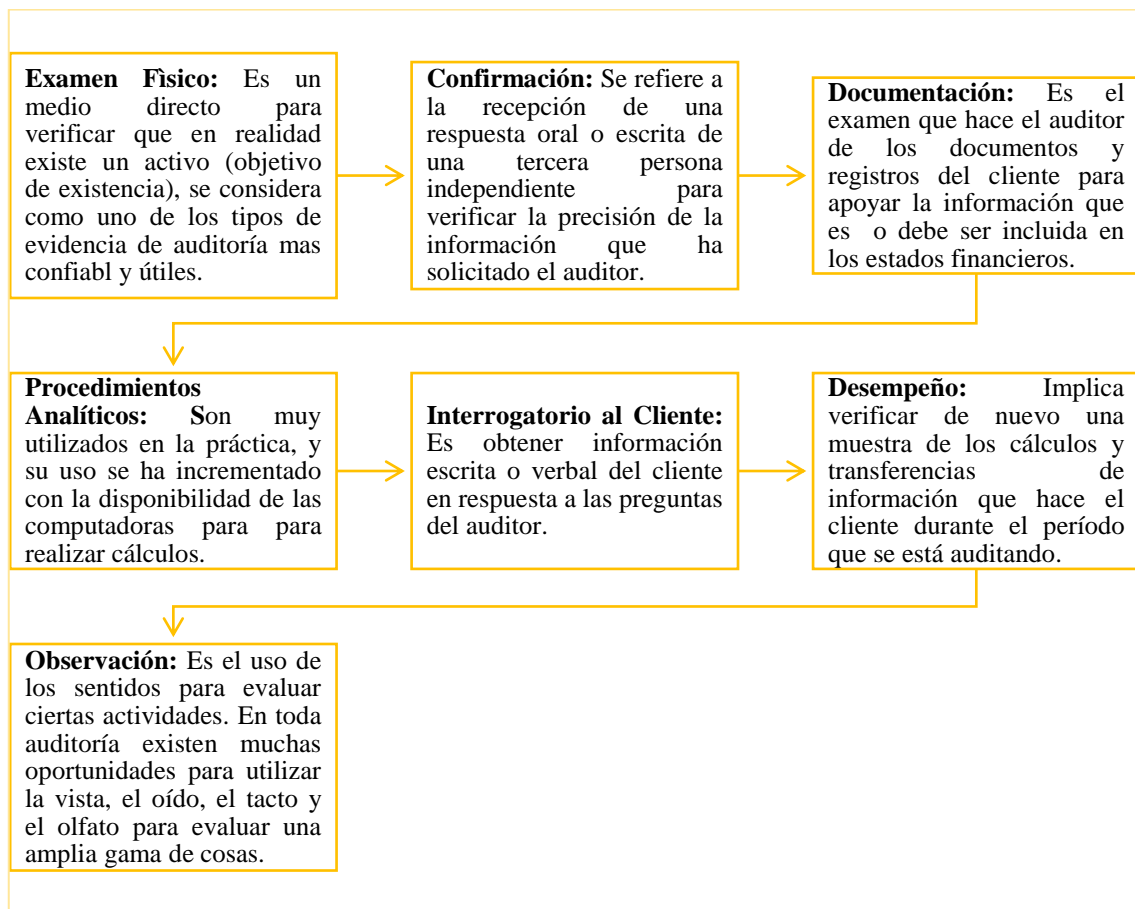 Examen Fìsico: Es un
medio directo para
verificar que en realidad
existe un activo (objetivo
de existencia), se considera
como uno de los tipos de
evidencia de auditoría mas
confiabl y útiles.
Confirmación: Se refiere a
la recepción de una
respuesta oral o escrita de
una tercera persona
independiente para
verificar la precisión de la
información que ha
solicitado el auditor.
Documentación: Es el
examen que hace el auditor
de los documentos y
registros del cliente para
apoyar la información que
es o debe ser incluida en
los estados financieros.
Procedimientos
Analíticos: Son muy
utilizados en la práctica, y
su uso se ha incrementado
con la disponibilidad de las
computadoras para para
realizar cálculos.
Interrogatorio al Cliente:
Es obtener información
escrita o verbal del cliente
en respuesta a las preguntas
del auditor.
Desempeño: Implica
verificar de nuevo una
muestra de los cálculos y
transferencias de
información que hace el
cliente durante el período
que se está auditando.
Observación: Es el uso de
los sentidos para evaluar
ciertas actividades. En toda
auditoría existen muchas
oportunidades para utilizar
la vista, el oído, el tacto y
el olfato para evaluar una
amplia gama de cosas.